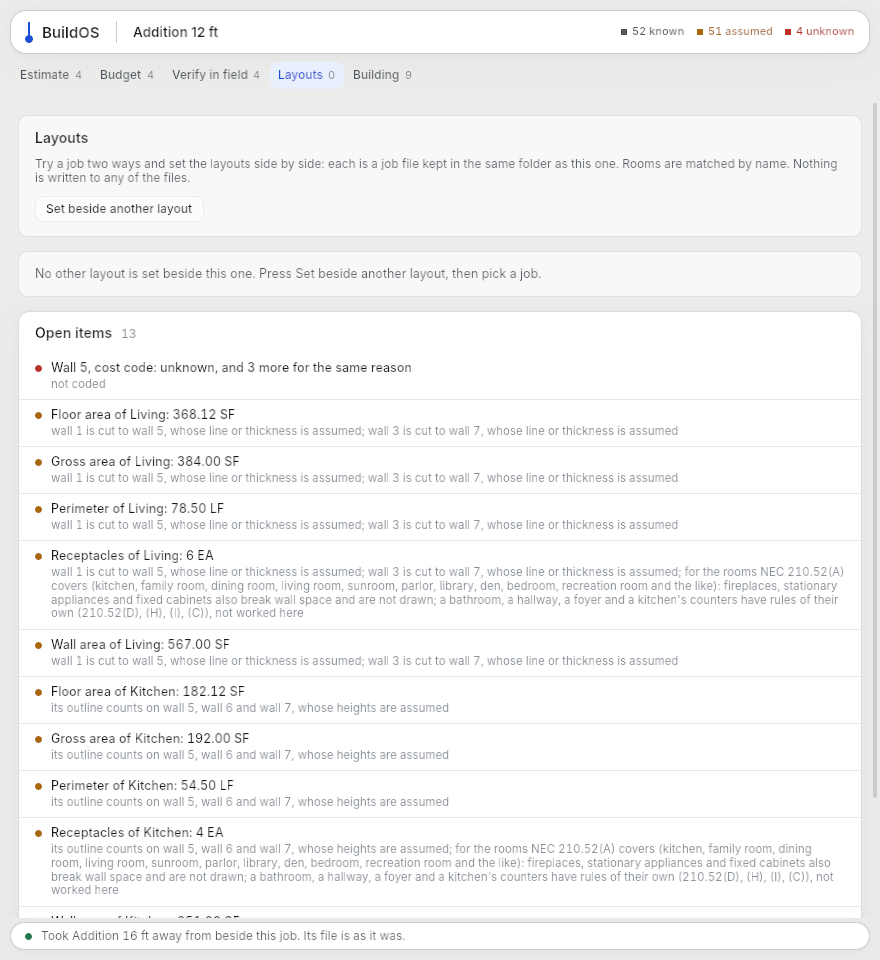 BuildOS
Addition 12 ft
52 known
51 assumed
4 unknown
Estimate 4
Budget 4
Verify in field 4
Layouts 0
Building 9
Layouts
Try a job two ways and set the layouts side by side: each is a job file kept in the same folder as this one. Rooms are matched by name. Nothing
is written to any of the files.
Set beside another layout
No other layout is set beside this one. Press Set beside another layout, then pick a job.
Open items 13
Wall 5, cost code: unknown, and 3 more for the same reason
not coded
Floor area of Living: 368.12 SF
wall 1 is cut to wall 5, whose line or thickness is assumed; wall 3 is cut to wall 7, whose line or thickness is assumed
Gross area of Living: 384.00 SF
wall 1 is cut to wall 5, whose line or thickness is assumed; wall 3 is cut to wall 7, whose line or thickness is assumed
Perimeter of Living: 78.50 LF
wall 1 is cut to wall 5, whose line or thickness is assumed; wall 3 is cut to wall 7, whose line or thickness is assumed
Receptacles of Living: 6 EA
wall 1 is cut to wall 5, whose line or thickness is assumed; wall 3 is cut to wall 7, whose line or thickness is assumed; for the rooms NEC 210.52(A)
covers (kitchen, family room, dining room, living room, sunroom, parlor, library, den, bedroom, recreation room and the like): fireplaces, stationary
appliances and fixed cabinets also break wall space and are not drawn; a bathroom, a hallway, a foyer and a kitchen's counters have rules of their
own (210.52(D), (H), (I), (C)), not worked here
Wall area of Living: 567.00 SF
wall 1 is cut to wall 5, whose line or thickness is assumed; wall 3 is cut to wall 7, whose line or thickness is assumed
Floor area of Kitchen: 182.12 SF
its outline counts on wall 5, wall 6 and wall 7, whose heights are assumed
Gross area of Kitchen: 192.00 SF
its outline counts on wall 5, wall 6 and wall 7, whose heights are assumed
Perimeter of Kitchen: 54.50 LF
its outline counts on wall 5, wall 6 and wall 7, whose heights are assumed
Receptacles of Kitchen: 4 EA
its outline counts on wall 5, wall 6 and wall 7, whose heights are assumed; for the rooms NEC 210.52(A) covers (kitchen, family room, dining
room, living room, sunroom, parlor, library, den, bedroom, recreation room and the like): fireplaces, stationary appliances and fixed cabinets also
break wall space and are not drawn; a bathroom, a hallway, a foyer and a kitchen's counters have rules of their own (210.52(D), (H), (I), (C)), not
worked here
Took Addition 16 ft away from beside this job. Its file is as it was.